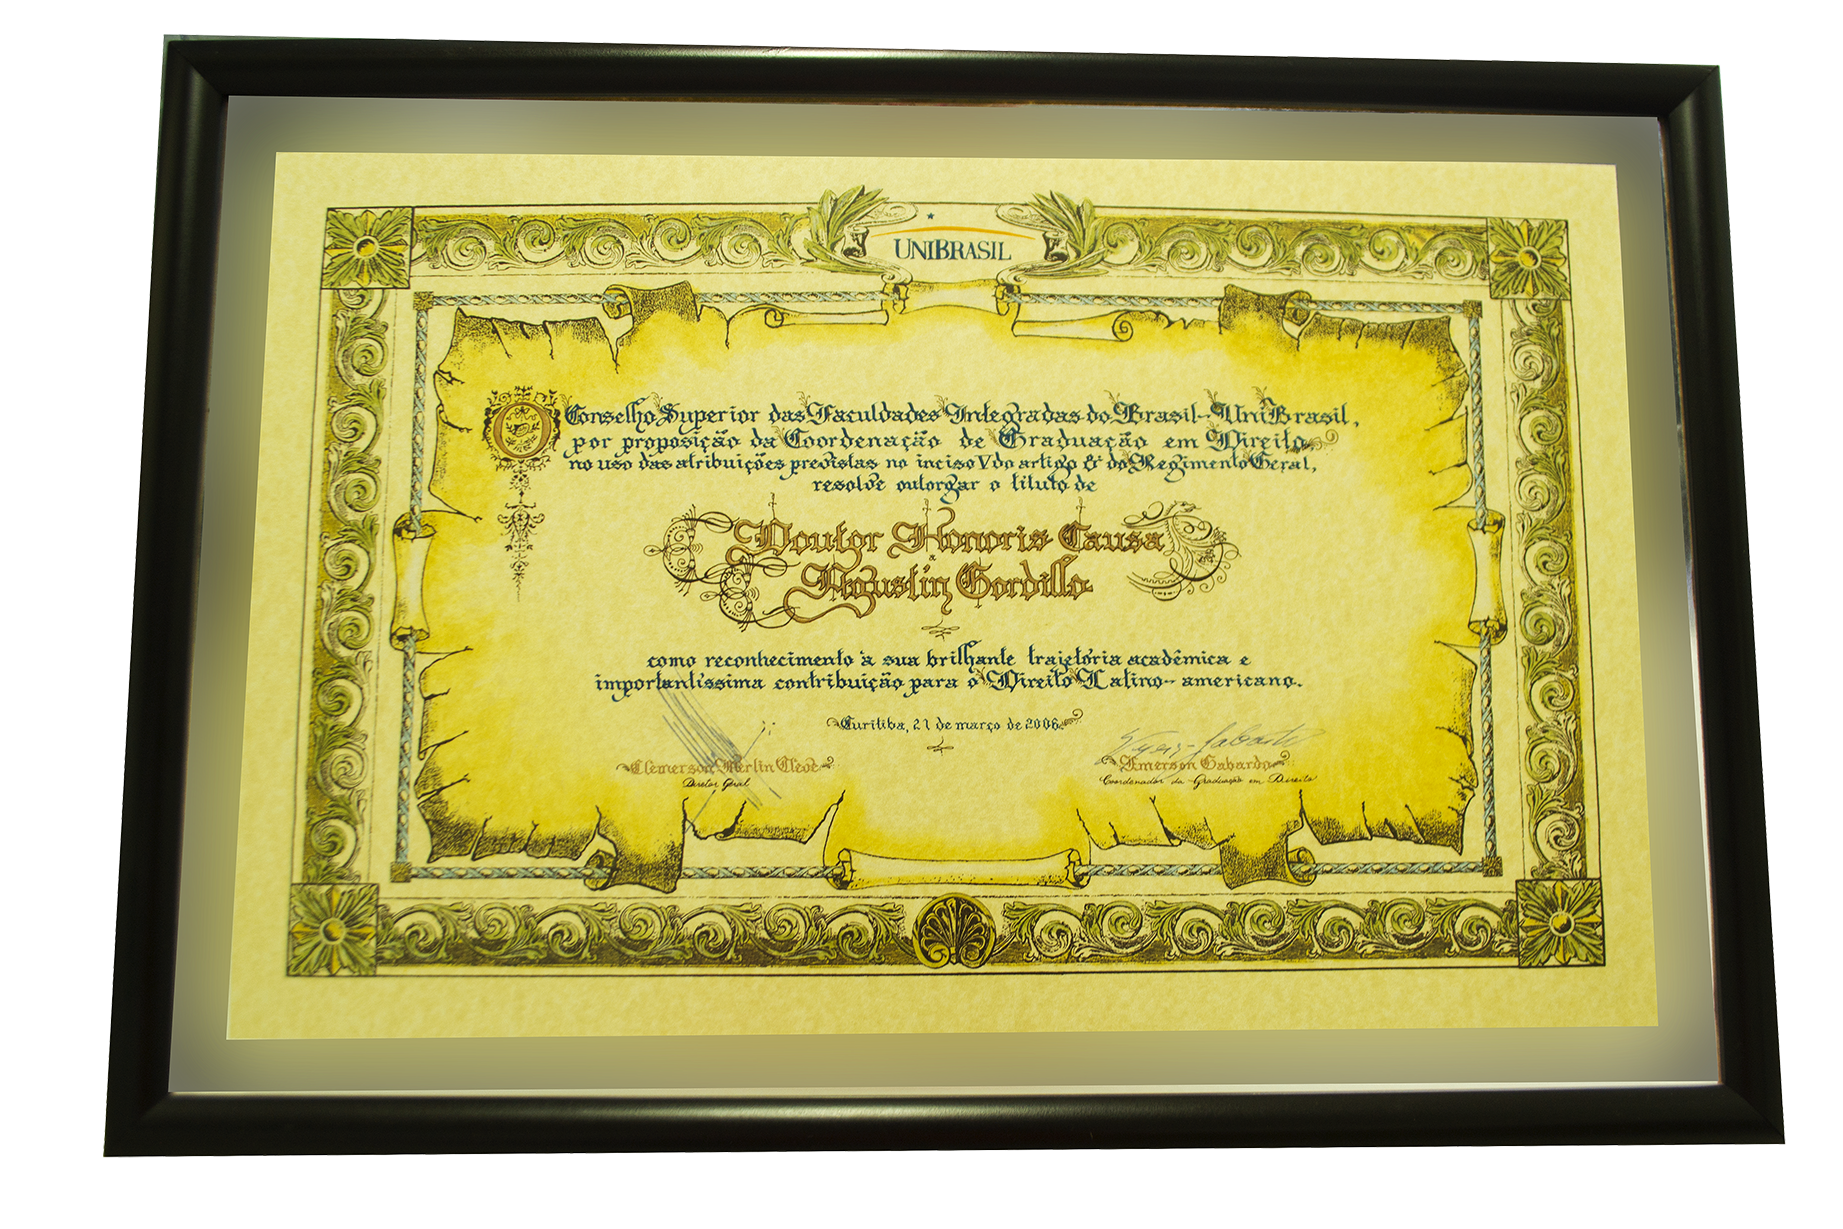 UNIBRASIL
O Conselho Superior das Faculdades Integradas do Brasil - UniBrasil,
por proposição da Coordenação de Graduação em Direito,
no uso das atribuições previstas no inciso V do artigo 8º do Regimento Geral,
resolve outorgar o título de
Doutor Honoris Causa
a
Agustín Gordillo
como reconhecimento à sua brilhante trajetória acadêmica e
importantíssima contribuição para o Direito Latino-americano.
Curitiba, 21 de março de 2006
Clèmerson Merlin Clève
Diretor Geral
Emerson Gabardo
Coordenador da Graduação em Direito